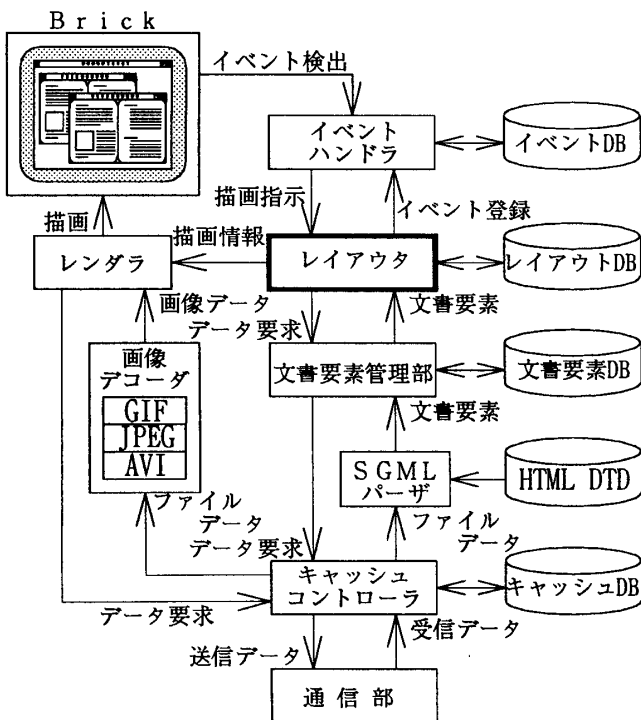 Brick
イベント検出
イベント
ハンドラ
イベントDB
描画指示
イベント登録
描画
描画情報
レンダラ
レイアウタ
レイアウトDB
画像データ
データ要求
文書要素
画像
デコーダ
GIF
JPEG
AVI
文書要素管理部
文書要素DB
文書要素
SGML
パーザ
HTML DTD
ファイル
データ
データ要求
ファイル
データ
キャッシュ
コントローラ
キャッシュDB
データ要求
送信データ
受信データ
通信部